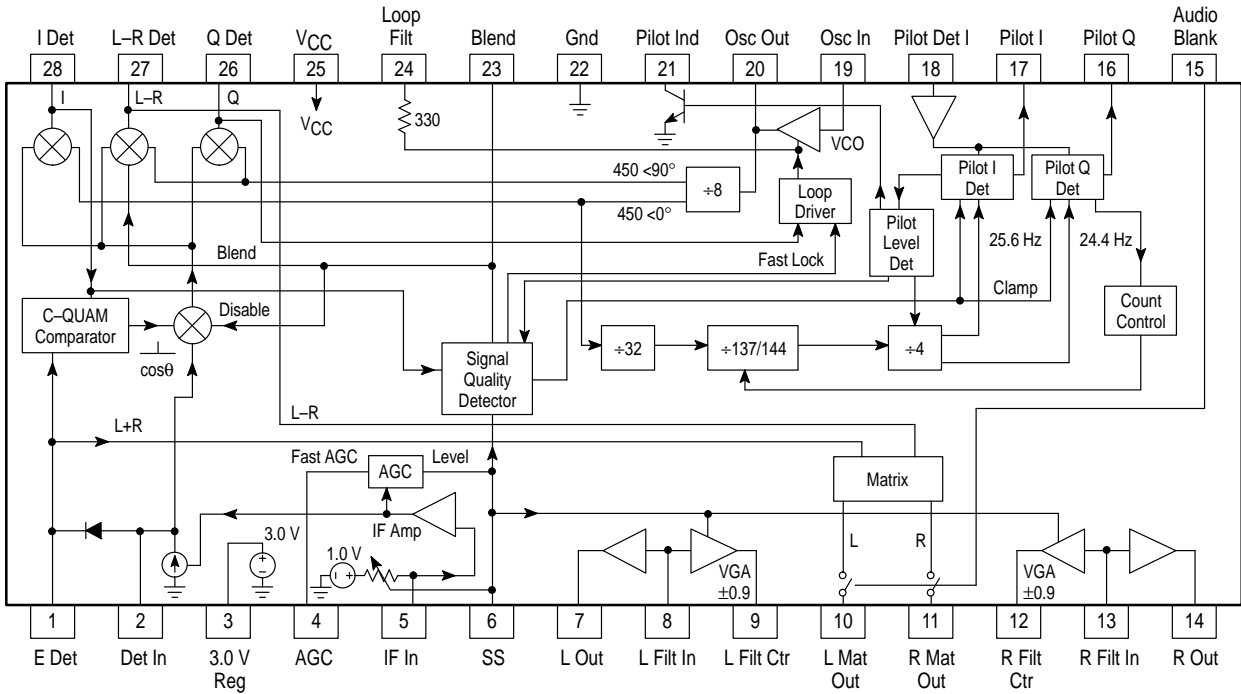 I Det
L–R Det
Q Det
VCC
Loop
Filt
Blend
Gnd
Pilot Ind
Osc Out
Osc In
Pilot Det I
Pilot I
Pilot Q
Audio
Blank
28
27
26
25
24
23
22
21
20
19
18
17
16
15
I
L–R
Q
VCC
330
VCO
450 <90°
450 <0°
÷8
Loop
Driver
Pilot I
Det
Pilot Q
Det
Pilot
Level
Det
25.6 Hz
24.4 Hz
Blend
Fast Lock
Clamp
Count
Control
C–QUAM
Comparator
Disable
cosθ
Signal
Quality
Detector
÷32
÷137/144
÷4
L–R
L+R
Fast AGC
AGC
Level
Matrix
IF Amp
3.0 V
1.0 V
L
R
VGA
±0.9
VGA
±0.9
1
2
3
4
5
6
7
8
9
10
11
12
13
14
E Det
Det In
3.0 V
Reg
AGC
IF In
SS
L Out
L Filt In
L Filt Ctr
L Mat
Out
R Mat
Out
R Filt
Ctr
R Filt In
R Out